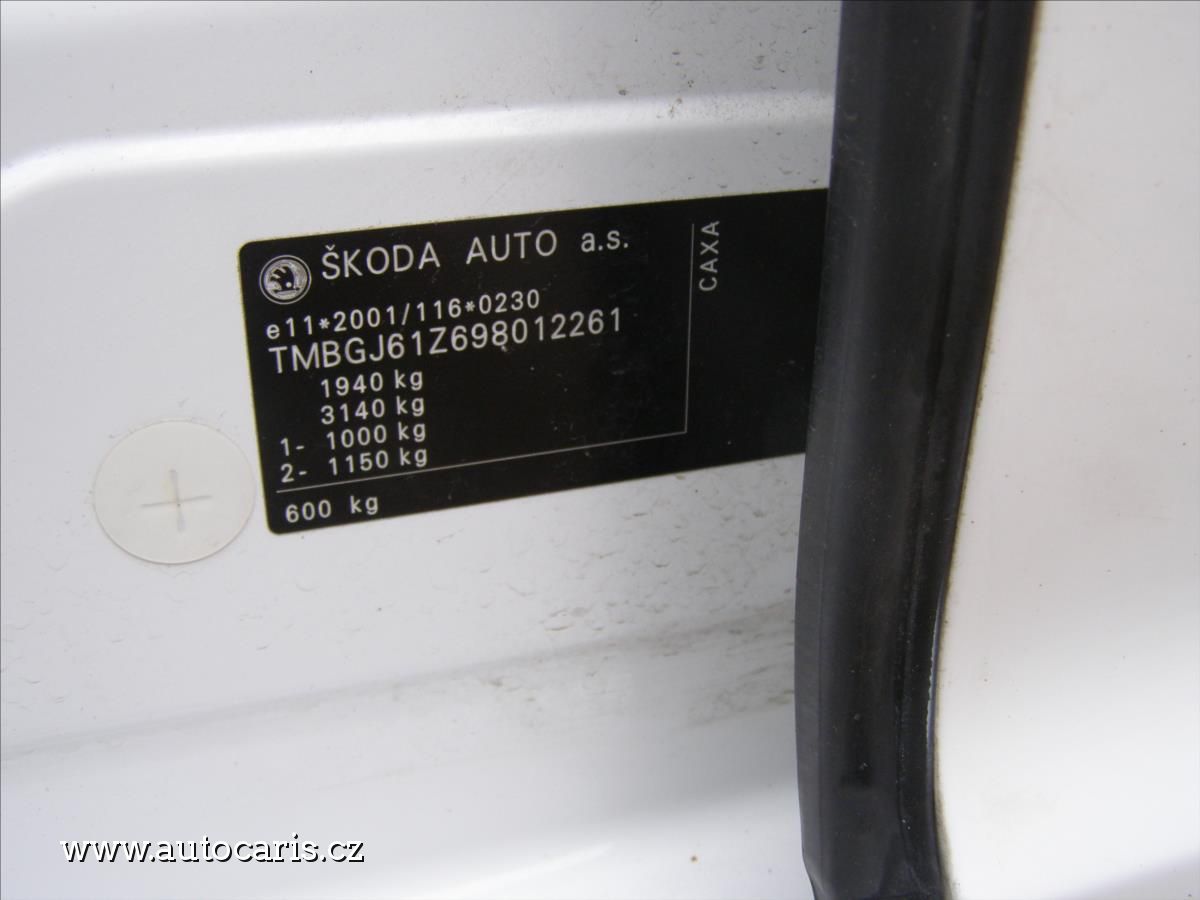 ŠKODA AUTO a.s.
e11*2001/116*0230
TMBGJ61Z698012261
1940 kg
3140 kg
1- 1000 kg
2- 1150 kg
600 kg
CAXA
www.autocaris.cz